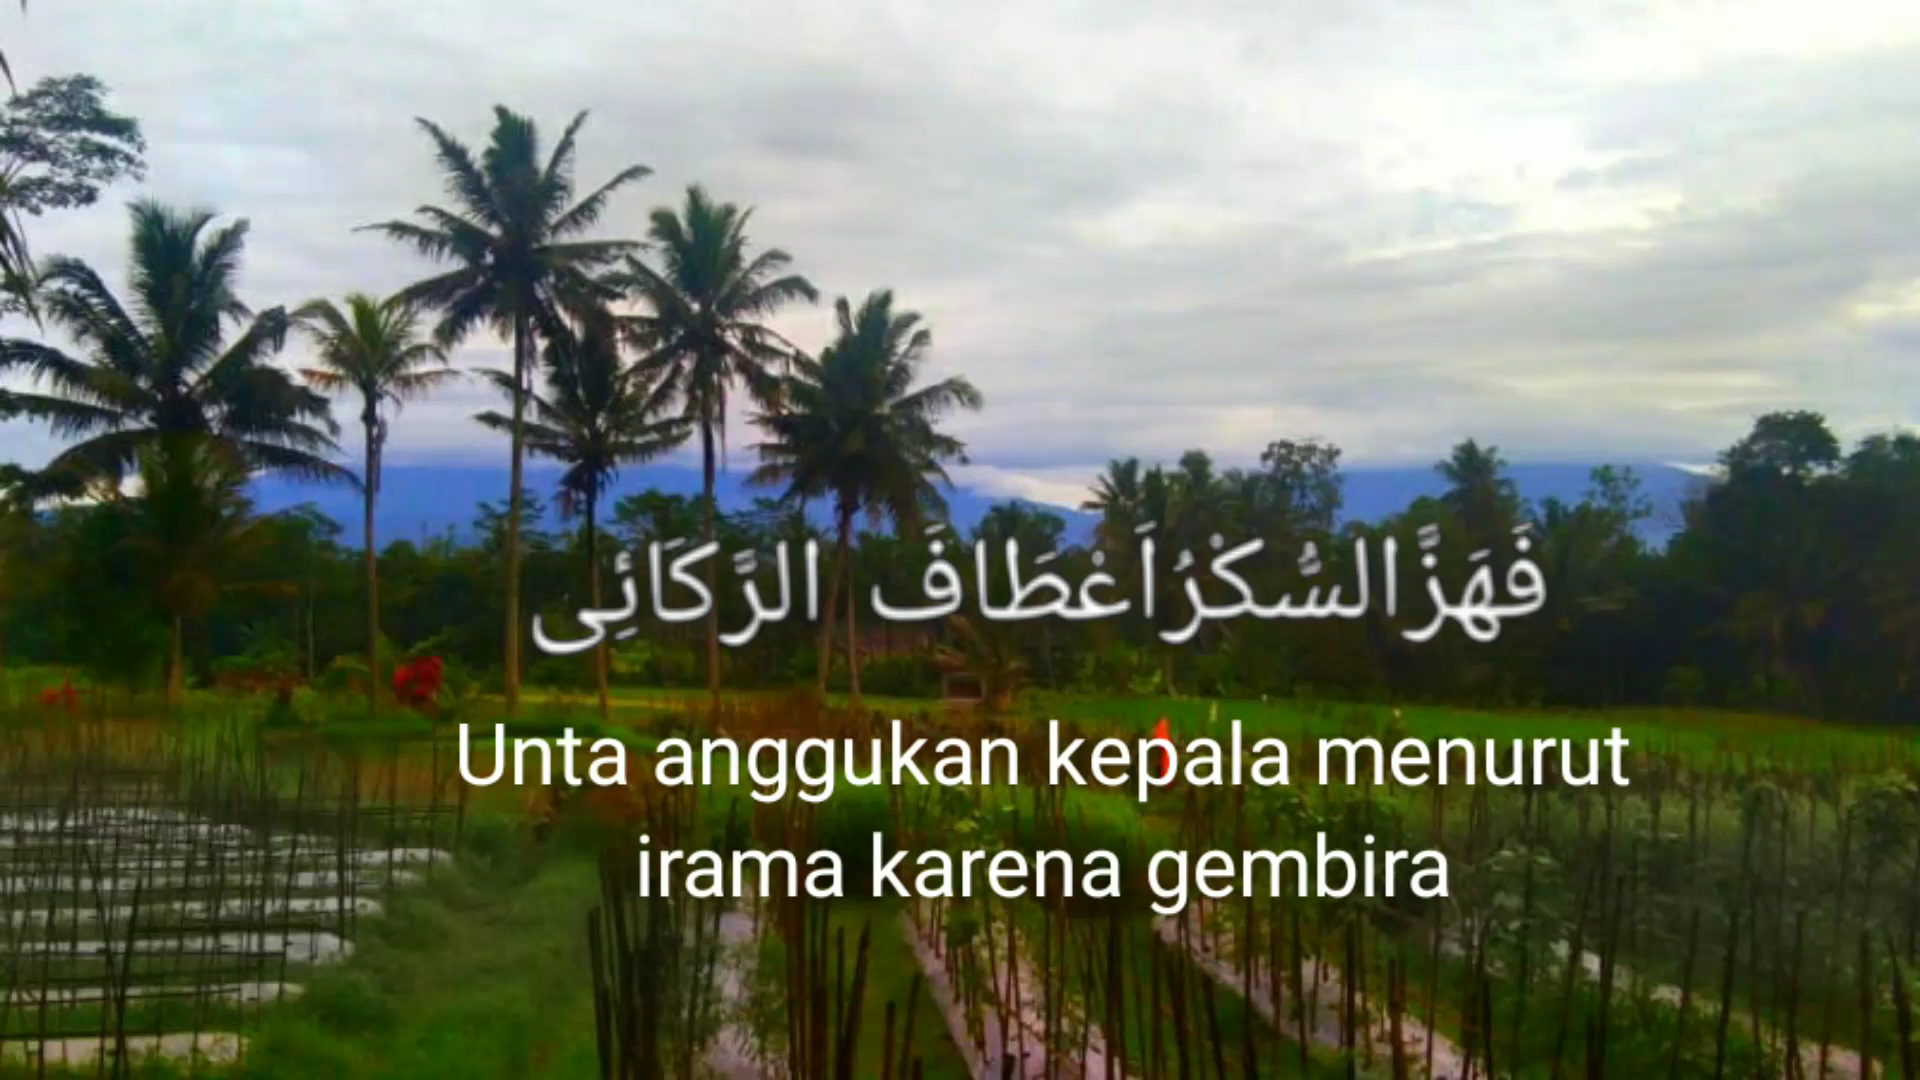 فَهَزَّالسُّكْرُاَعْطَافَ الرَّكَائِى
Unta anggukan kepala menurut
irama karena gembira